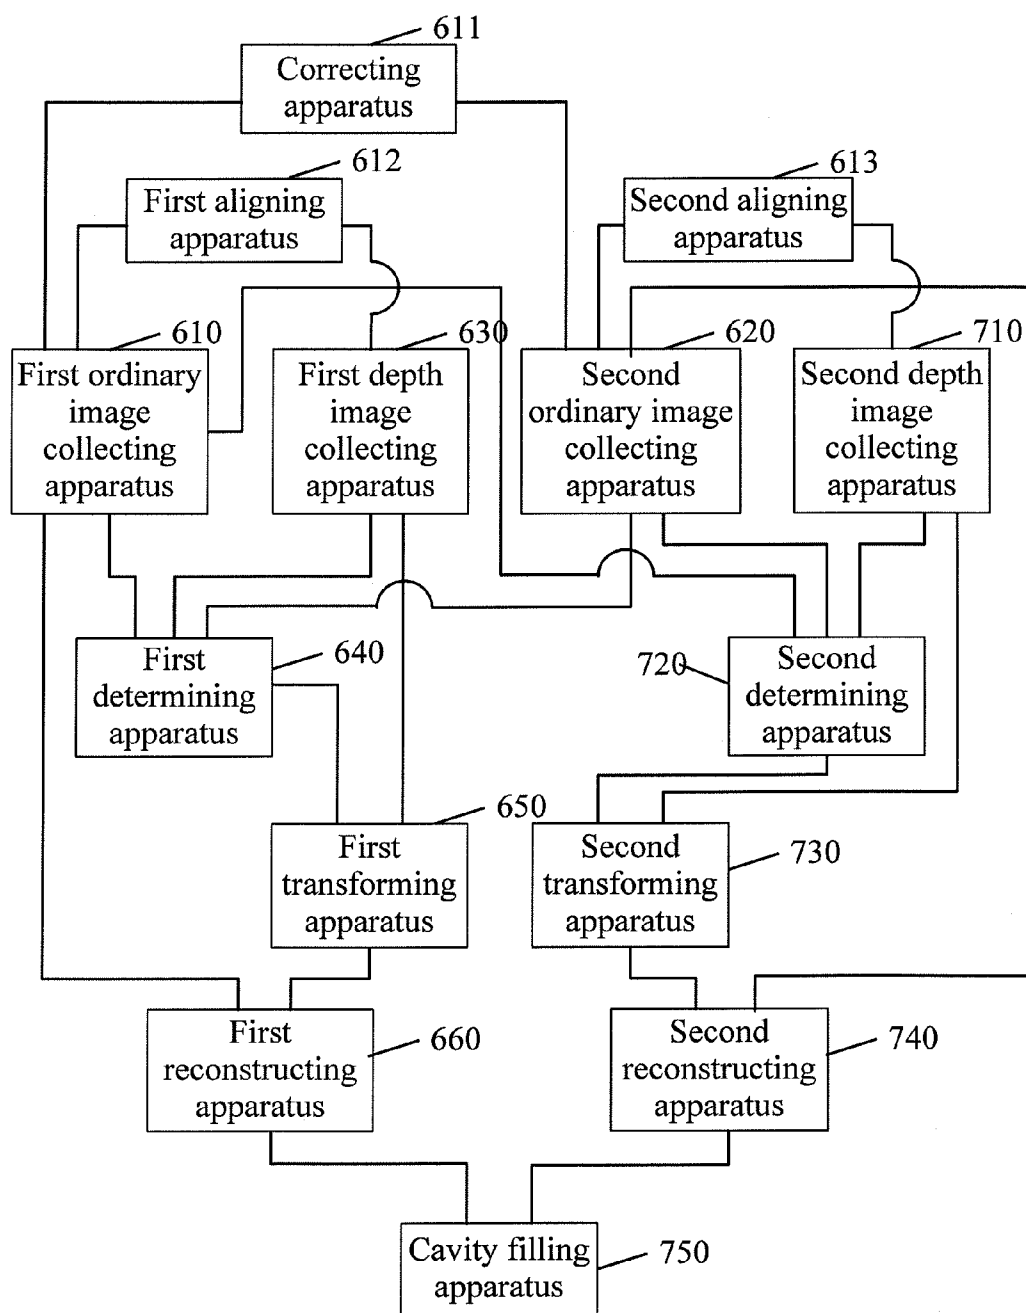 611
Correcting
apparatus
612
First aligning
apparatus
613
Second aligning
apparatus
610
First ordinary
image
collecting
apparatus
630
First depth
image
collecting
apparatus
620
Second
ordinary image
collecting
apparatus
710
Second depth
image
collecting
apparatus
First
determining
apparatus
640
720
Second
determining
apparatus
650
First
transforming
apparatus
Second
transforming
apparatus
730
First
reconstructing
apparatus
660
Second
reconstructing
apparatus
740
Cavity filling
apparatus
750